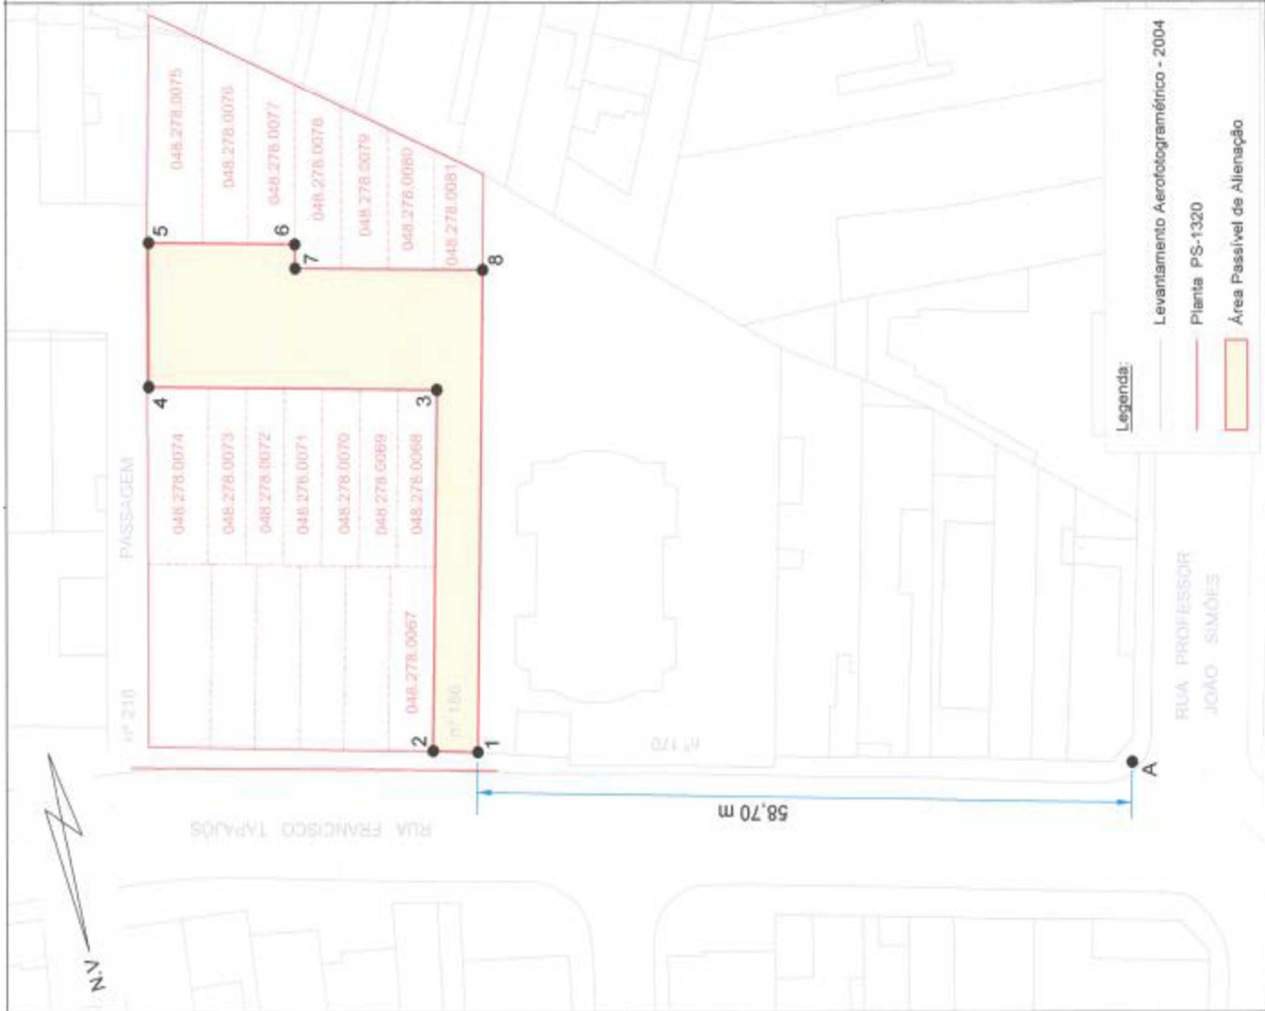 N.V
nº 216
PASSAGEM
048.278.0074
048.278.0073
048.278.0072
048.278.0071
048.278.0070
048.278.0069
048.278.0068
048.278.0067
nº 186
048.278.0075
048.278.0076
048.278.0077
048.278.0078
048.278.0079
048.278.0080
048.278.0081
1
2
3
4
5
6
7
8
A
nº 170
RUA FRANCISCO TAPAJÓS
58,70 m
RUA PROFESSOR
JOÃO SIMÕES
Legenda:
Levantamento Aerofotogramétrico - 2004
Planta PS-1320
Área Passível de Alienação